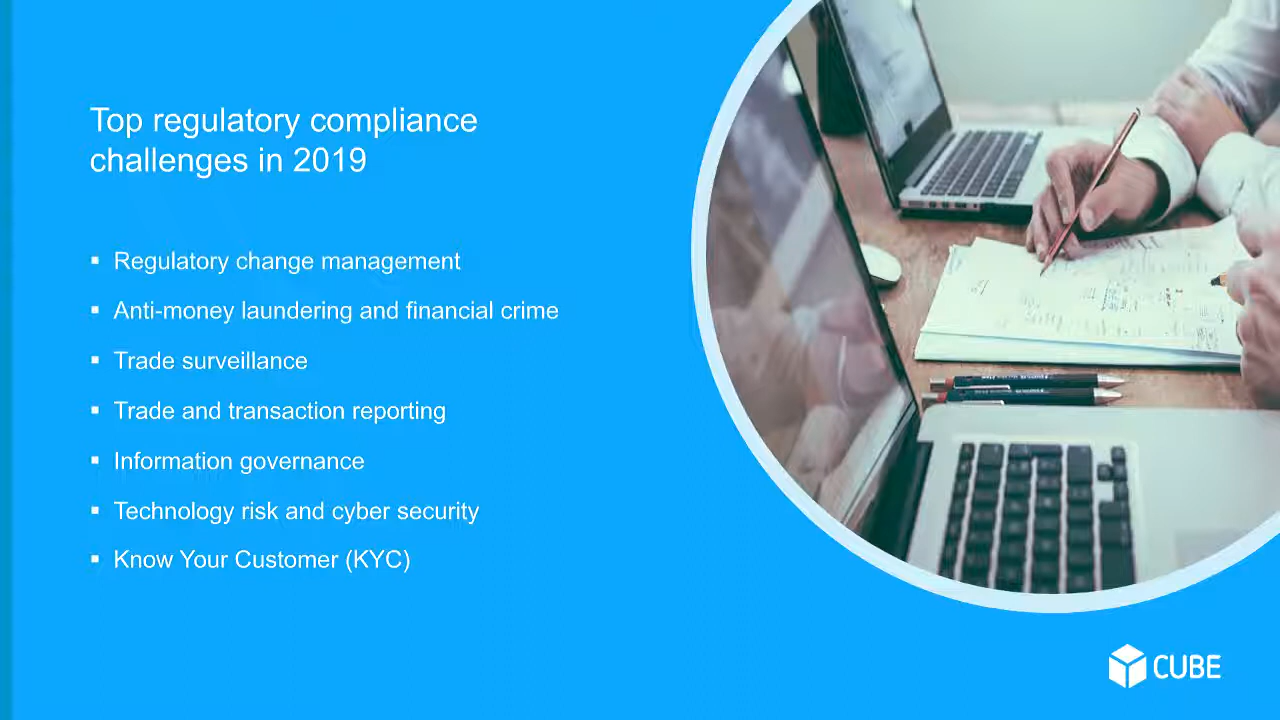 Top regulatory compliance
challenges in 2019
▪ Regulatory change management
▪ Anti-money laundering and financial crime
▪ Trade surveillance
▪ Trade and transaction reporting
▪ Information governance
▪ Technology risk and cyber security
▪ Know Your Customer (KYC)
CUBE